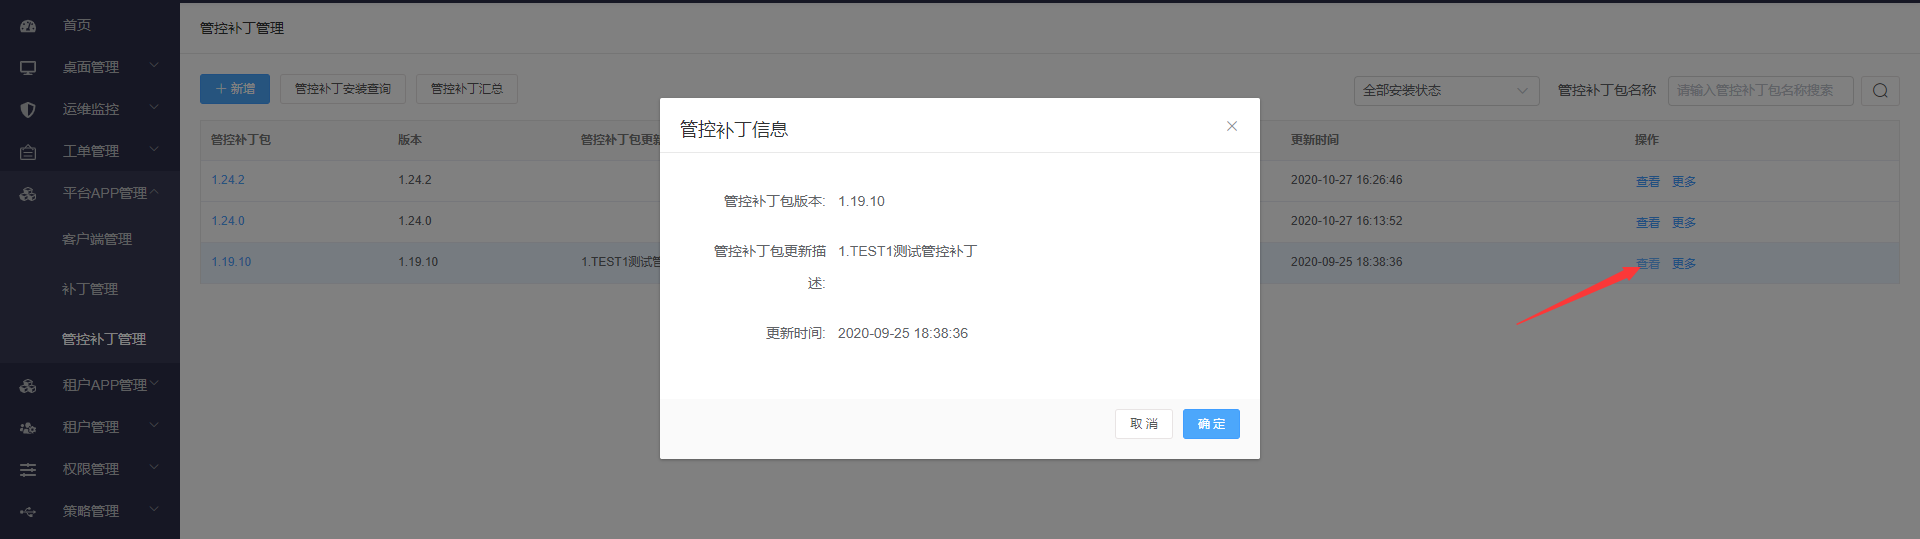 首页
桌面管理
运维监控
工单管理
平台APP管理
客户端管理
补丁管理
管控补丁管理
租户APP管理
租户管理
权限管理
策略管理
管控补丁管理
新增 管控补丁安装查询 管控补丁汇总 全部安装状态 管控补丁包名称 请输入管控补丁包名称搜索
管控补丁包 版本 管控补丁包更新 更新时间 操作
1.24.2 1.24.2 2020-10-27 16:26:46 查看 更多
1.24.0 1.24.0 2020-10-27 16:13:52 查看 更多
1.19.10 1.19.10 1.TEST1测试管 2020-09-25 18:38:36 查看 更多
管控补丁信息
管控补丁包版本: 1.19.10
管控补丁包更新描 1.TEST1测试管控补丁
述:
更新时间: 2020-09-25 18:38:36
取消 确定